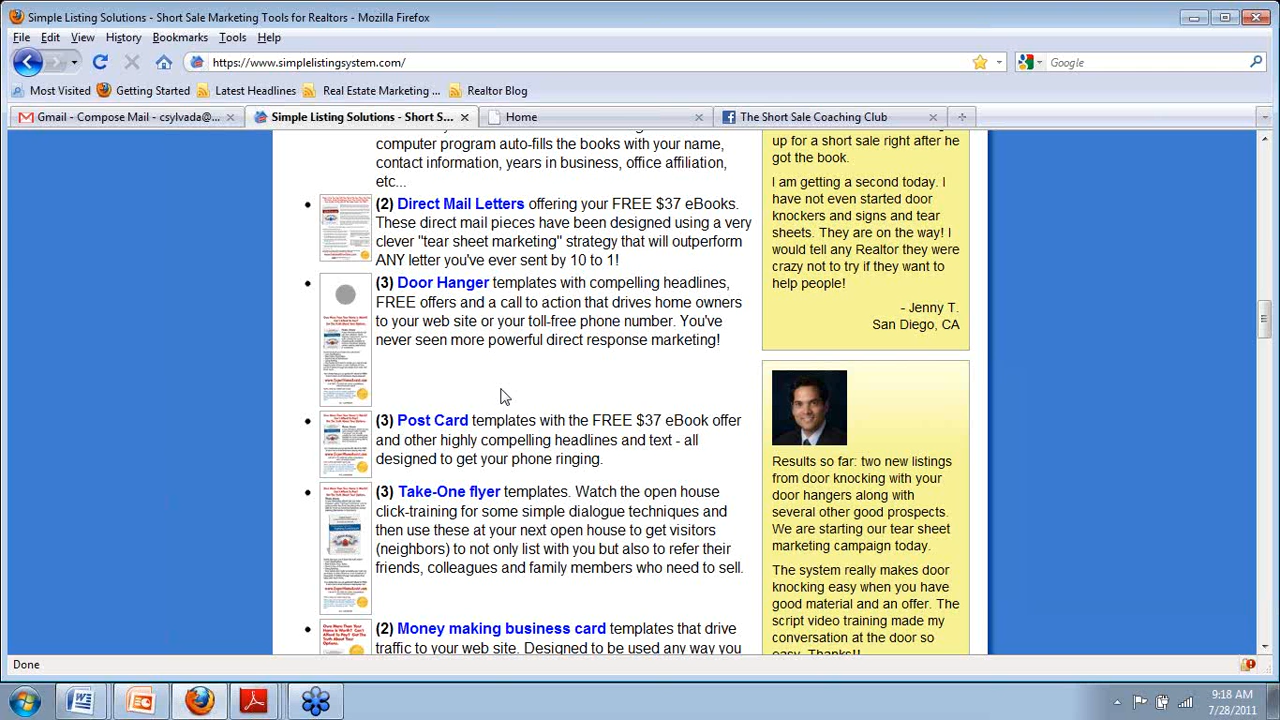 Simple Listing Solutions - Short Sale Marketing Tools for Realtors - Mozilla Firefox
File Edit View History Bookmarks Tools Help
https://www.simplelistingsystem.com/
Google
Most Visited Getting Started Latest Headlines Real Estate Marketing ... Realtor Blog
Gmail - Compose Mail - csylvada@...
Simple Listing Solutions - Short S...
Home
The Short Sale Coaching Club
computer program auto-fills the books with your name,
contact information, years in business, office affiliation,
etc...
(2) Direct Mail Letters offering your FREE $37 eBooks.
These direct mail pieces have been designed with a very
clever "tear sheet marketing" strategy that will outperform
ANY letter you've ever sent by 10 to 1!
(3) Door Hanger templates with compelling headlines,
FREE offers and a call to action that drives home owners
to your web site or your toll-free phone number. You've
never seen more powerful direct response marketing!
(3) Post Card templates with the FREE $37 ebook offer
and the highly converting headlines and text - all
designed to get your phone ringing.
(3) Take-One flyer templates. Watch the open house
click-listing for some simple dialogue techniques and
then use these at your next open house to get visitors
(neighbors) to not only list with you but also to refer their
friends, colleagues and family members who need to sell.
(2) Money making business card templates that drive
traffic to your web site. Designed to be used any way you
up for a short sale right after he
got the book.
I am getting a second today. I
have not even started door
knockers and signs and tear
sheets. They are on the way! I
would tell any Realtor they were
crazy not to try if they want to
help people!
- Jenny T.
San Diego, CA
Results so far: two new listings
from door knocking with your
door hanger along with
several other good prospects.
We are starting our tear sheet
marketing campaign today.
The system really makes door
knocking easy when you have
good material and an offer. The
script video training made my
conversation at the door so
easy. Thanks!!
Done
9:18 AM
7/28/2011